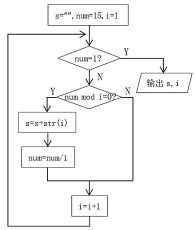 s="",num=15,i=1
num=1?
Y
N
输出 s,i
num mod i=0?
Y
N
s=s+str(i)
num=num/i
i=i+1